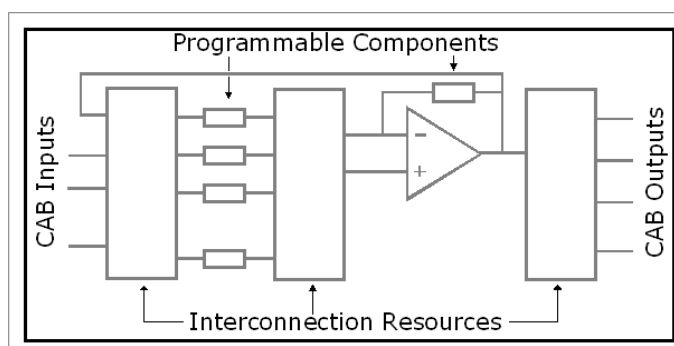 Programmable Components
CAB Inputs
−
+
CAB Outputs
Interconnection Resources